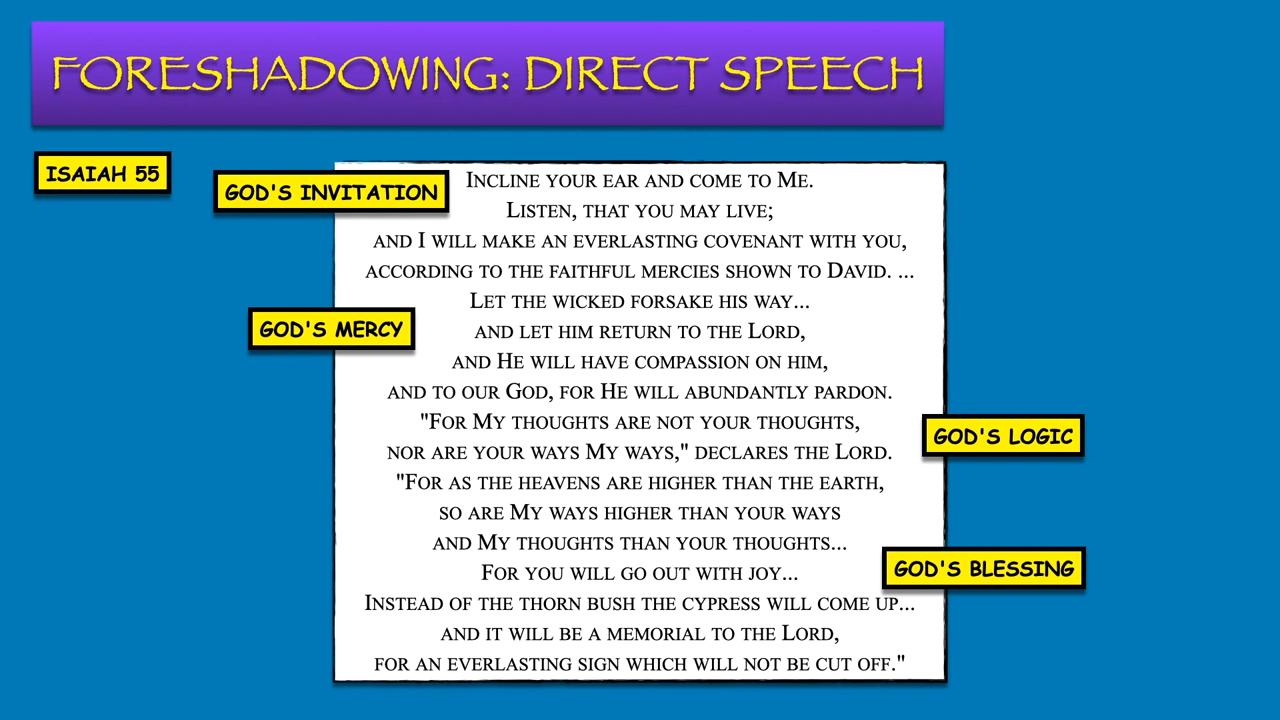 FORESHADOWING: DIRECT SPEECH
ISAIAH 55
GOD'S INVITATION
Incline your ear and come to Me.
Listen, that you may live;
and I will make an everlasting covenant with you,
according to the faithful mercies shown to David. ...
Let the wicked forsake his way...
GOD'S MERCY
and let him return to the Lord,
and He will have compassion on him,
and to our God, for He will abundantly pardon.
"For My thoughts are not your thoughts,
GOD'S LOGIC
nor are your ways My ways," declares the Lord.
"For as the heavens are higher than the earth,
so are My ways higher than your ways
and My thoughts than your thoughts...
GOD'S BLESSING
For you will go out with joy...
Instead of the thorn bush the cypress will come up...
and it will be a memorial to the Lord,
for an everlasting sign which will not be cut off."